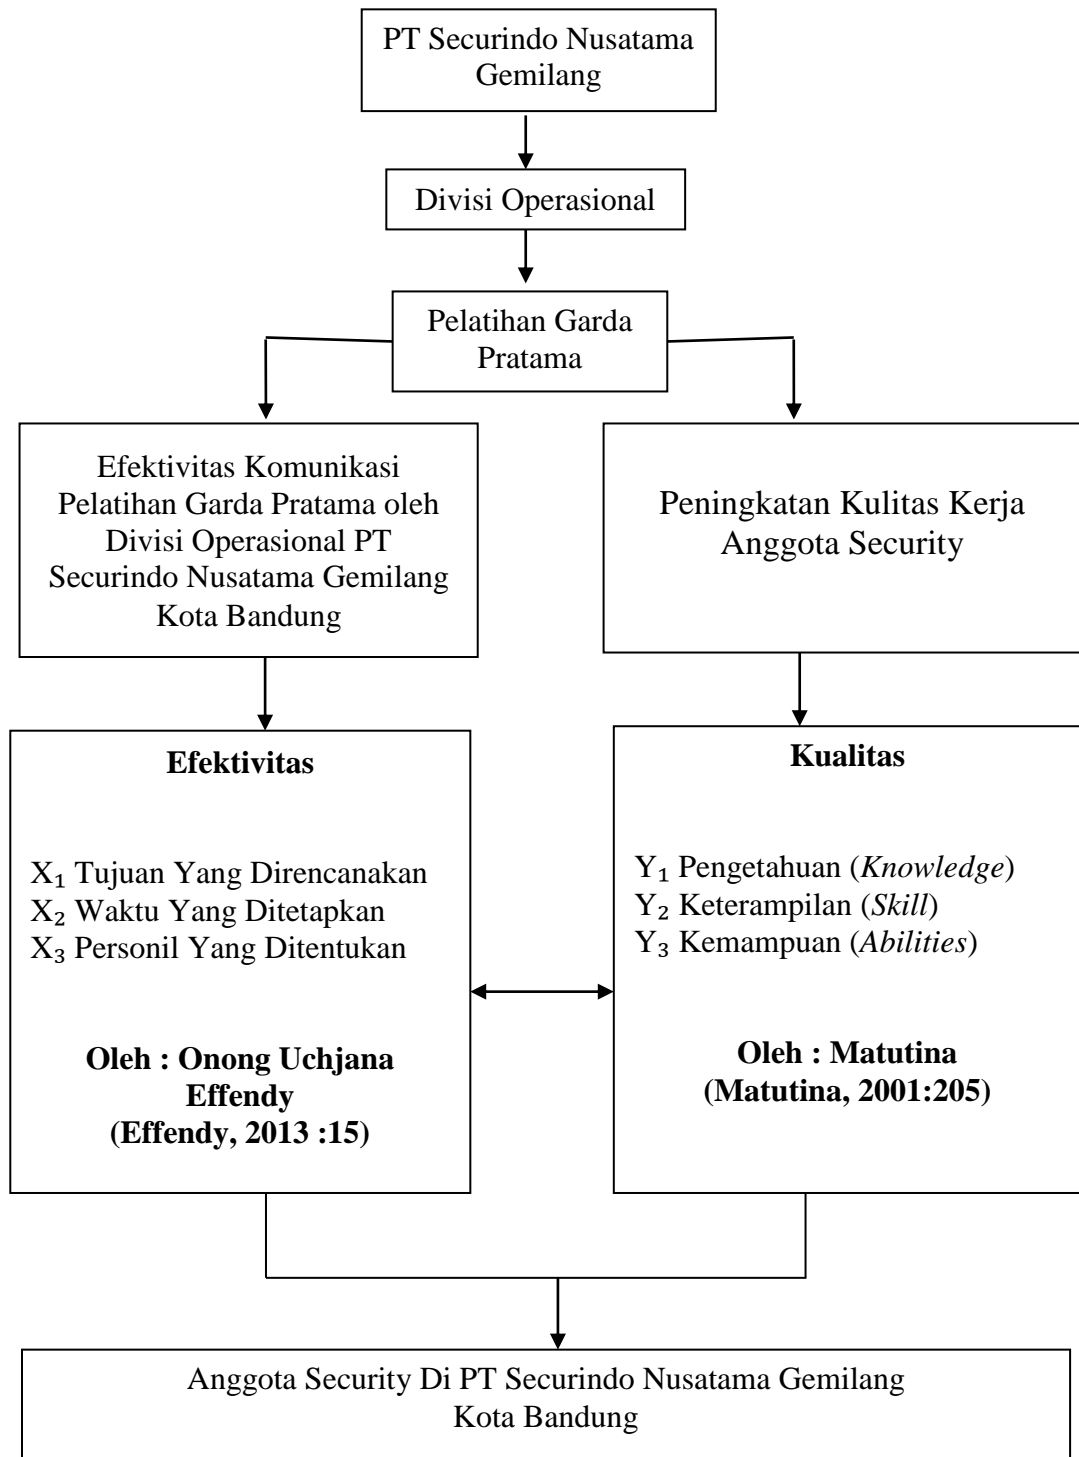 PT Securindo Nusatama
Gemilang
Divisi Operasional
Pelatihan Garda
Pratama
Efektivitas Komunikasi
Pelatihan Garda Pratama oleh
Divisi Operasional PT
Securindo Nusatama Gemilang
Kota Bandung
Peningkatan Kulitas Kerja
Anggota Security
Efektivitas
X₁ Tujuan Yang Direncanakan
X₂ Waktu Yang Ditetapkan
X₃ Personil Yang Ditentukan
Oleh : Onong Uchjana
Effendy
(Effendy, 2013 :15)
Kualitas
Y₁ Pengetahuan (Knowledge)
Y₂ Keterampilan (Skill)
Y₃ Kemampuan (Abilities)
Oleh : Matutina
(Matutina, 2001:205)
Anggota Security Di PT Securindo Nusatama Gemilang
Kota Bandung